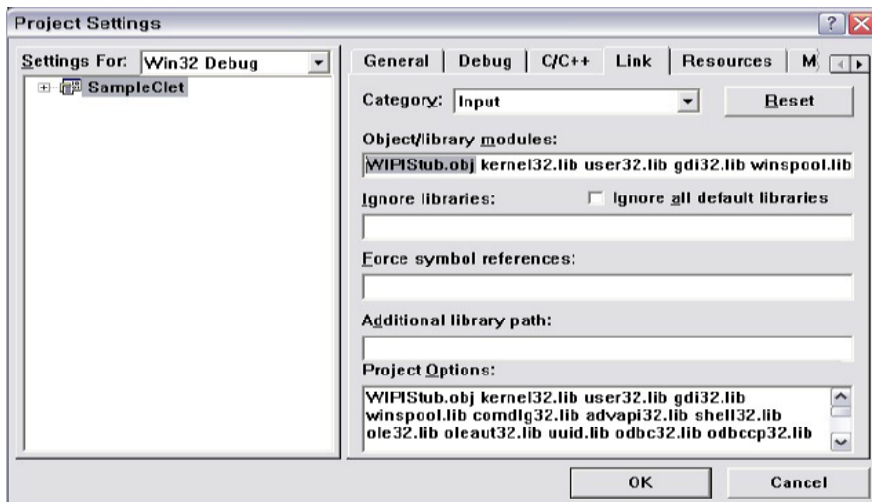 Project Settings
Settings For: Win32 Debug
SampleClet
General Debug C/C++ Link Resources M
Category: Input Reset
Object/library modules:
WIPIStub.obj kernel32.lib user32.lib gdi32.lib winspool.lib
Ignore libraries: Ignore all default libraries
Force symbol references:
Additional library path:
Project Options:
WIPIStub.obj kernel32.lib user32.lib gdi32.lib
winspool.lib comdlg32.lib advapi32.lib shell32.lib
ole32.lib oleaut32.lib uuid.lib odbc32.lib odbccp32.lib
OK Cancel